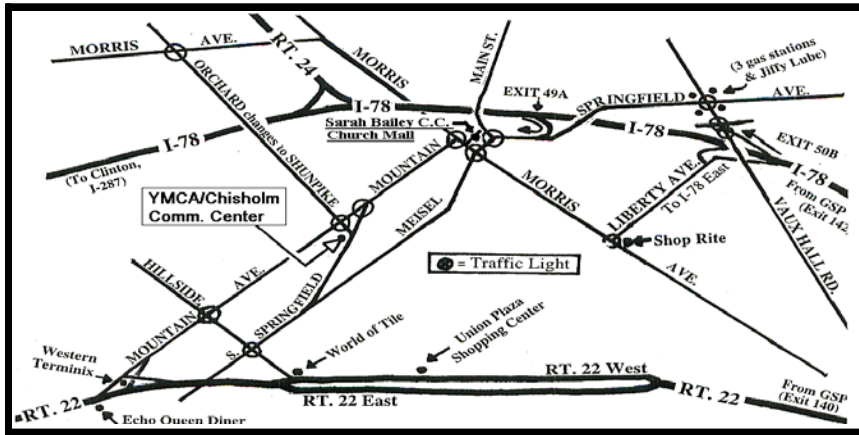 MORRIS AVE.
RT. 24
MORRIS
MAIN ST.
(3 gas stations
& Jiffy Lube)
ORCHARD changes to SHUNPIKE
EXIT 49A
SPRINGFIELD AVE.
I-78
I-78
I-78
Sarah Bailey C.C.
Church Mall
EXIT 50B
(To Clinton,
I-287)
MOUNTAIN
MORRIS
LIBERTY AVE.
To I-78 East
I-78
From GSP
(Exit 142)
YMCA/Chisholm
Comm. Center
MEISEL
VAUX HALL RD.
Shop Rite
AVE.
HILLSIDE
AVE.
= Traffic Light
MOUNTAIN
S. SPRINGFIELD
World of Tile
Union Plaza
Shopping Center
Western
Terminix
RT. 22 West
RT. 22
RT. 22 East
RT. 22
From GSP
(Exit 140)
Echo Queen Diner